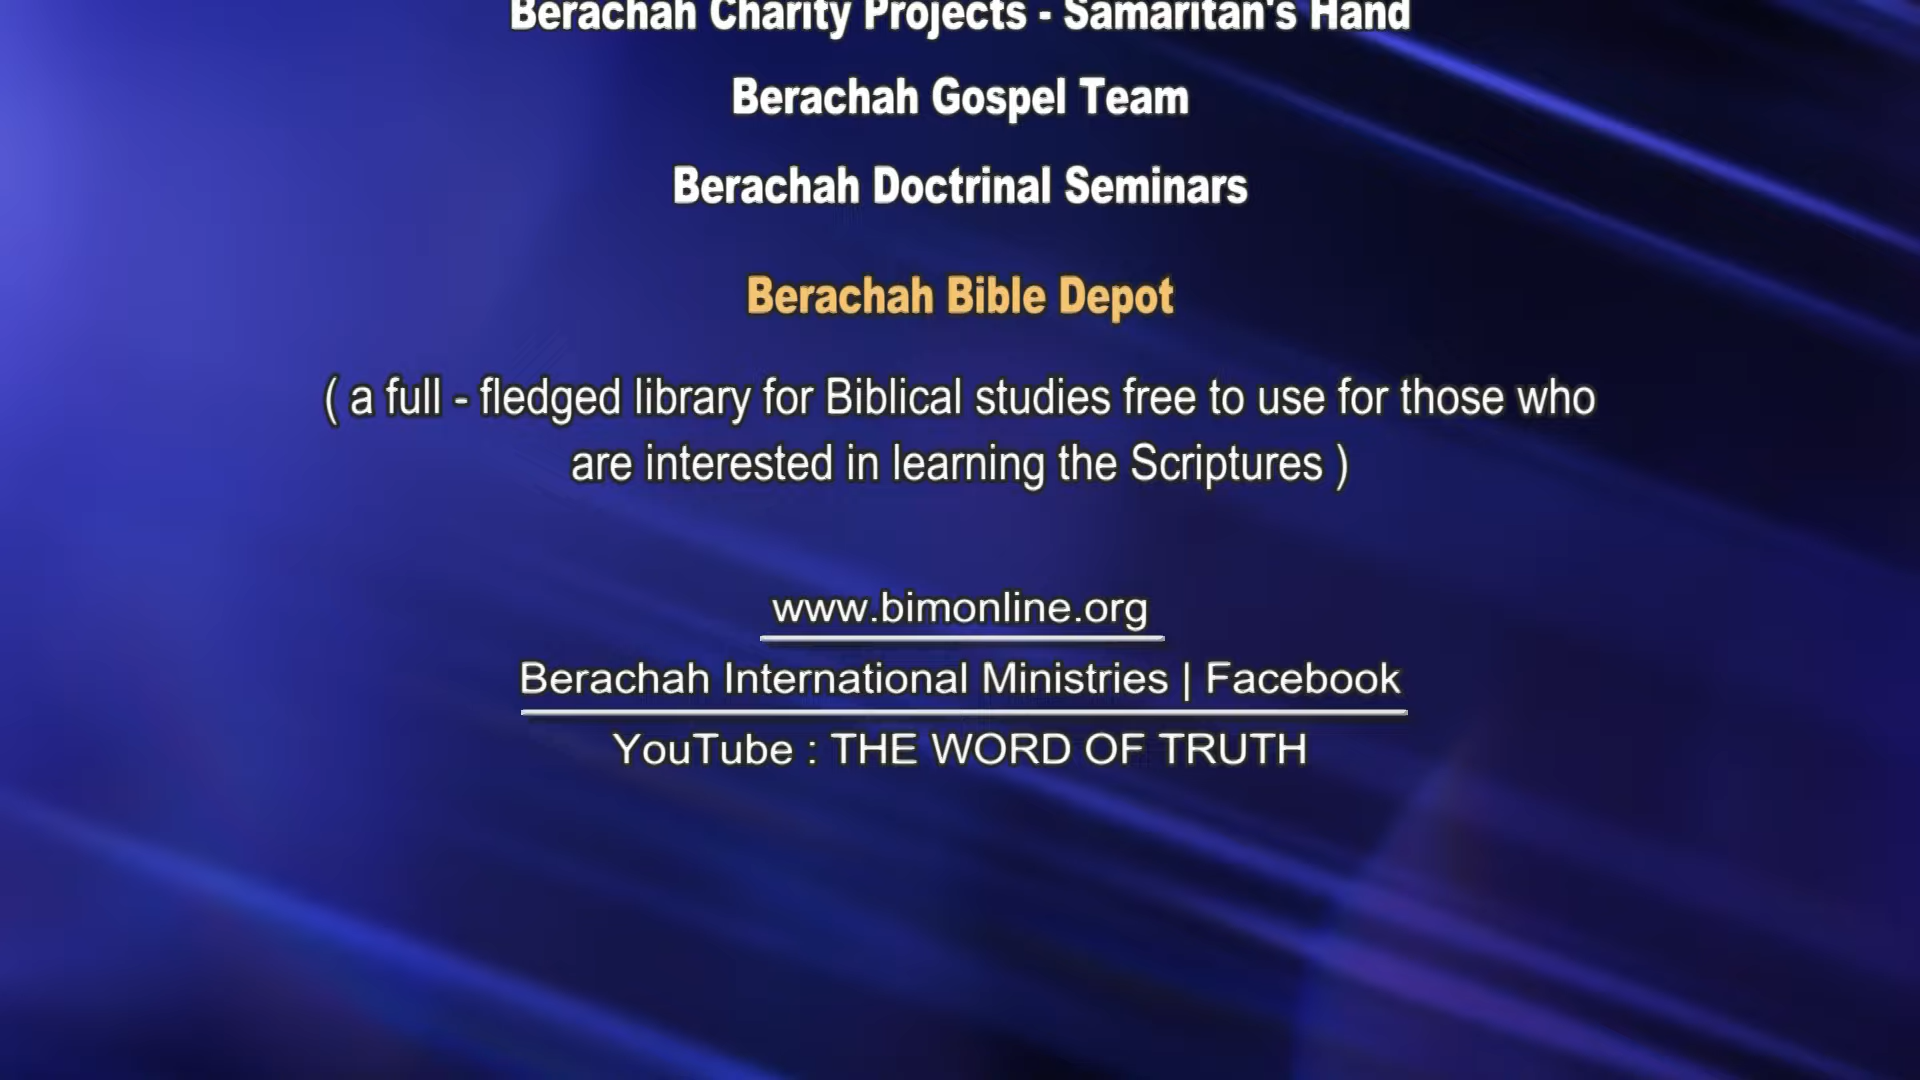 Berachah Charity Projects - Samaritan's Hand
Berachah Gospel Team
Berachah Doctrinal Seminars
Berachah Bible Depot
( a full - fledged library for Biblical studies free to use for those who
are interested in learning the Scriptures )
www.bimonline.org
Berachah International Ministries | Facebook
YouTube : THE WORD OF TRUTH